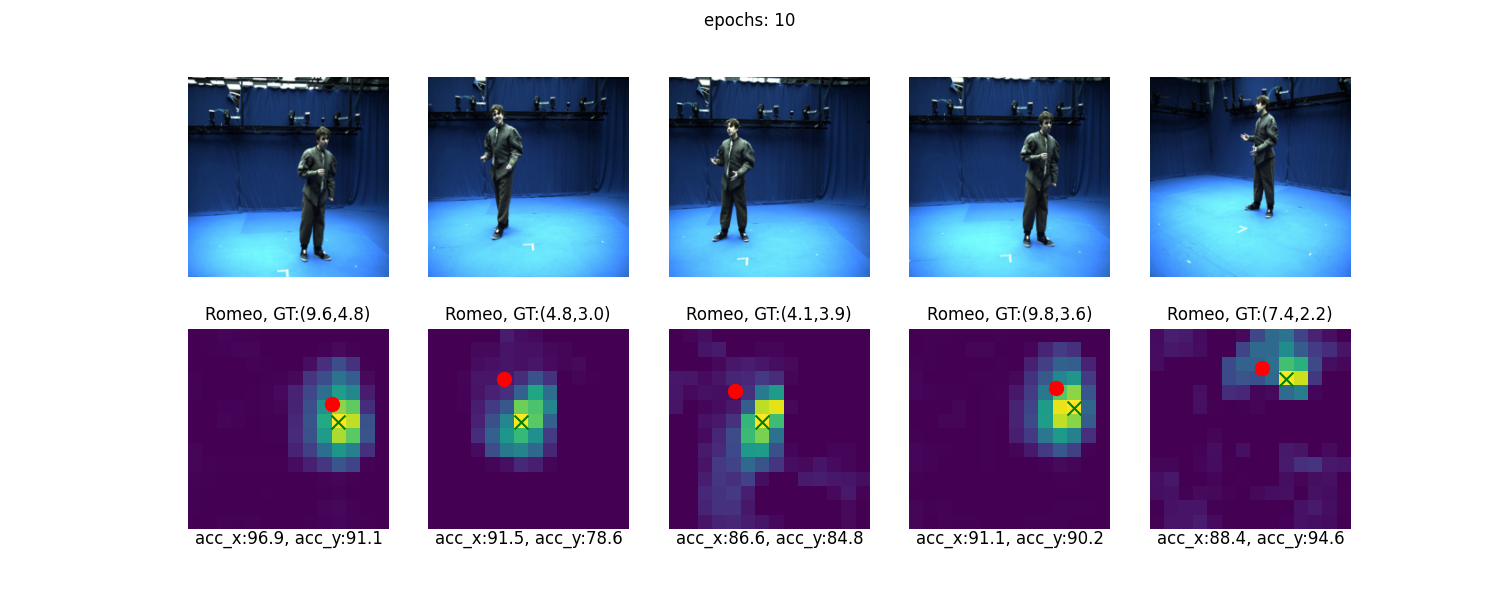 epochs: 10
Romeo, GT:(9.6,4.8)
Romeo, GT:(4.8,3.0)
Romeo, GT:(4.1,3.9)
Romeo, GT:(9.8,3.6)
Romeo, GT:(7.4,2.2)
acc_x:96.9, acc_y:91.1
acc_x:91.5, acc_y:78.6
acc_x:86.6, acc_y:84.8
acc_x:91.1, acc_y:90.2
acc_x:88.4, acc_y:94.6